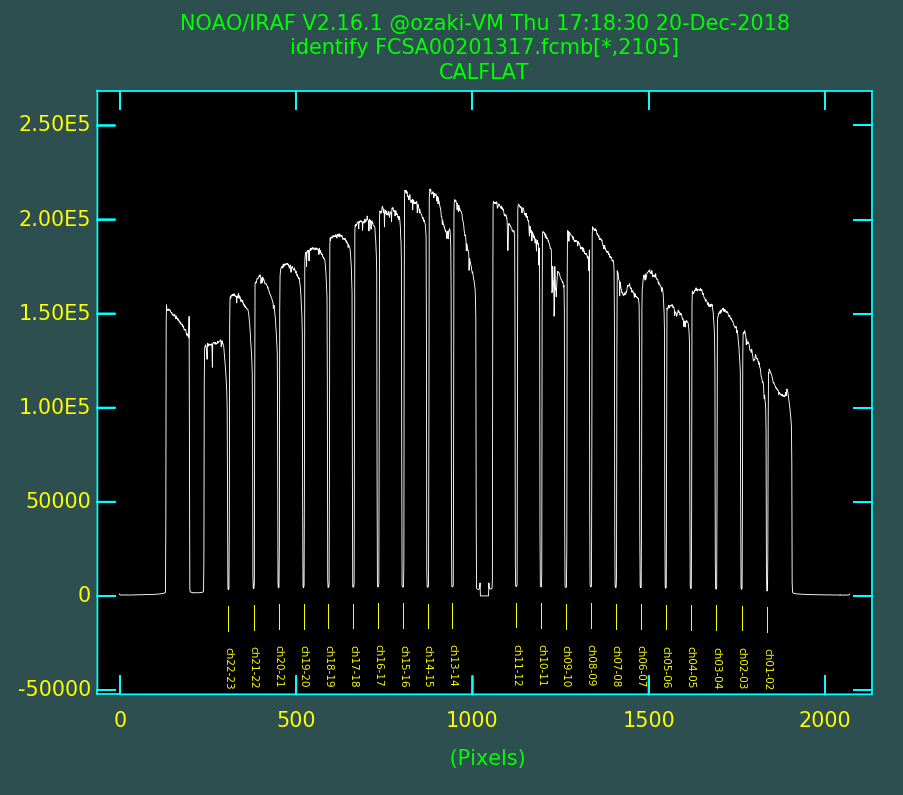 NOAO/IRAF V2.16.1 @ozaki-VM Thu 17:18:30 20-Dec-2018
identify FCSA00201317.fcmb[*,2105]
CALFLAT
2.50E5
2.00E5
1.50E5
1.00E5
50000
0
-50000
ch22-23
ch21-22
ch20-21
ch19-20
ch18-19
ch17-18
ch16-17
ch15-16
ch14-15
ch13-14
ch11-12
ch10-11
ch09-10
ch08-09
ch07-08
ch06-07
ch05-06
ch04-05
ch03-04
ch02-03
ch01-02
0
500
1000
1500
2000
(Pixels)